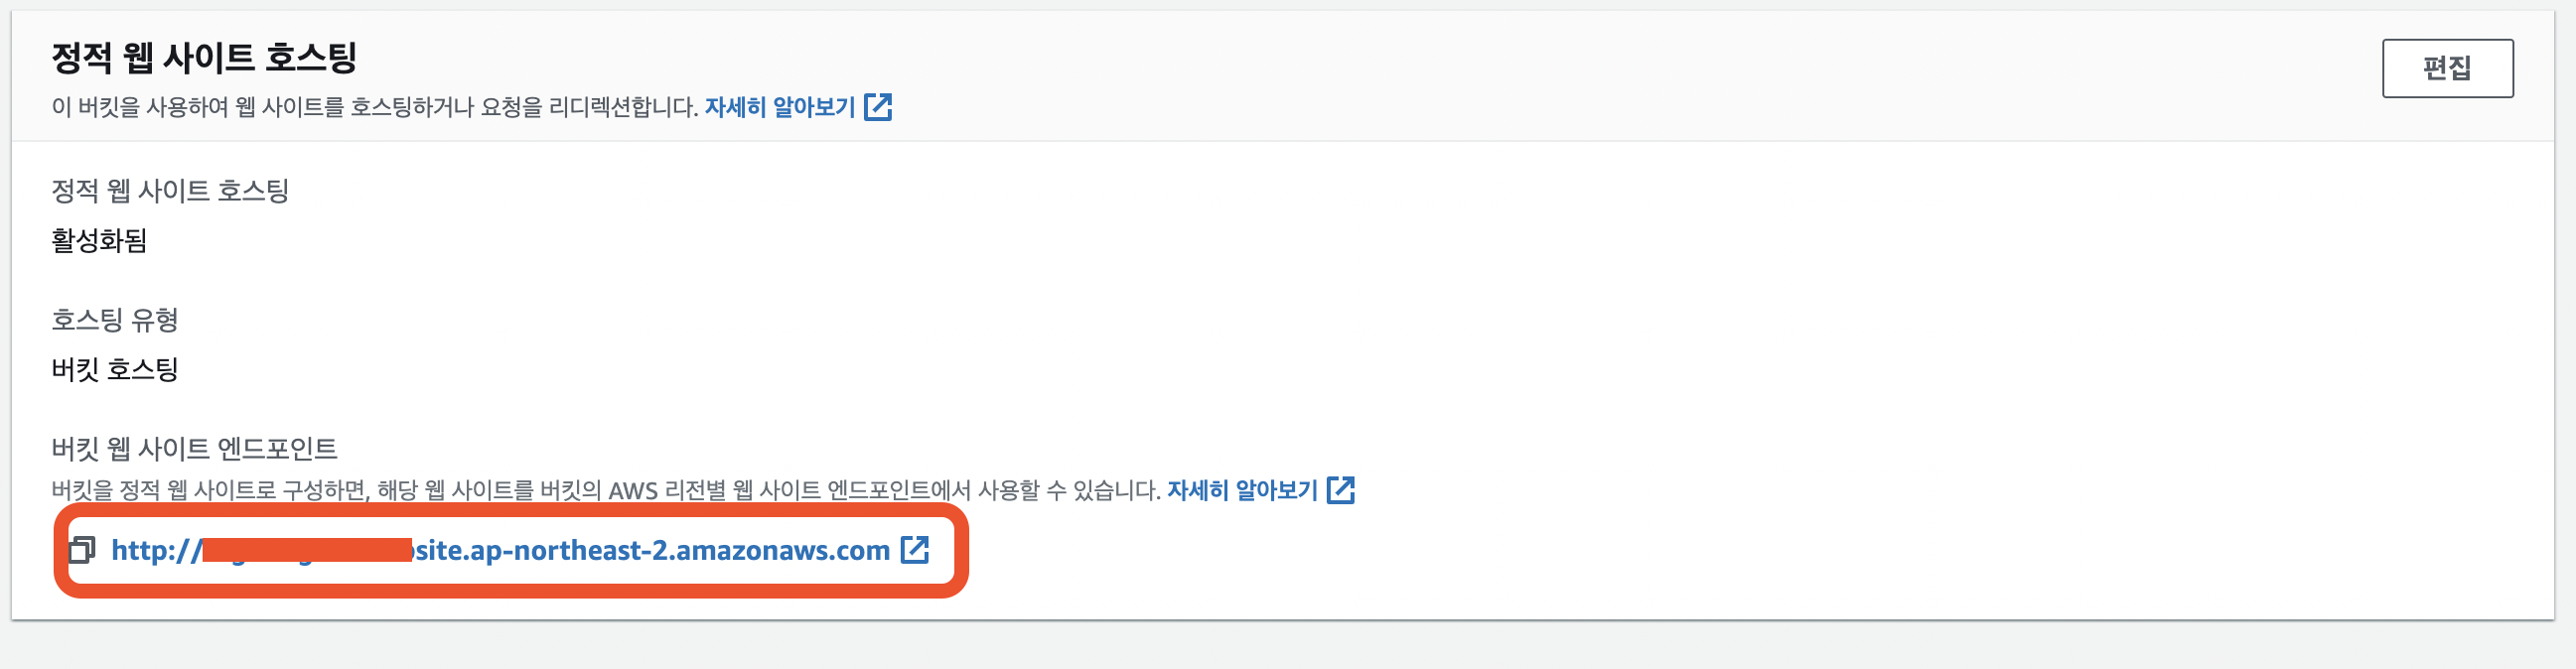 정적 웹 사이트 호스팅
편집
이 버킷을 사용하여 웹 사이트를 호스팅하거나 요청을 리디렉션합니다. 자세히 알아보기
정적 웹 사이트 호스팅
활성화됨
호스팅 유형
버킷 호스팅
버킷 웹 사이트 엔드포인트
버킷을 정적 웹 사이트로 구성하면, 해당 웹 사이트를 버킷의 AWS 리전별 웹 사이트 엔드포인트에서 사용할 수 있습니다. 자세히 알아보기
http:// site.ap-northeast-2.amazonaws.com